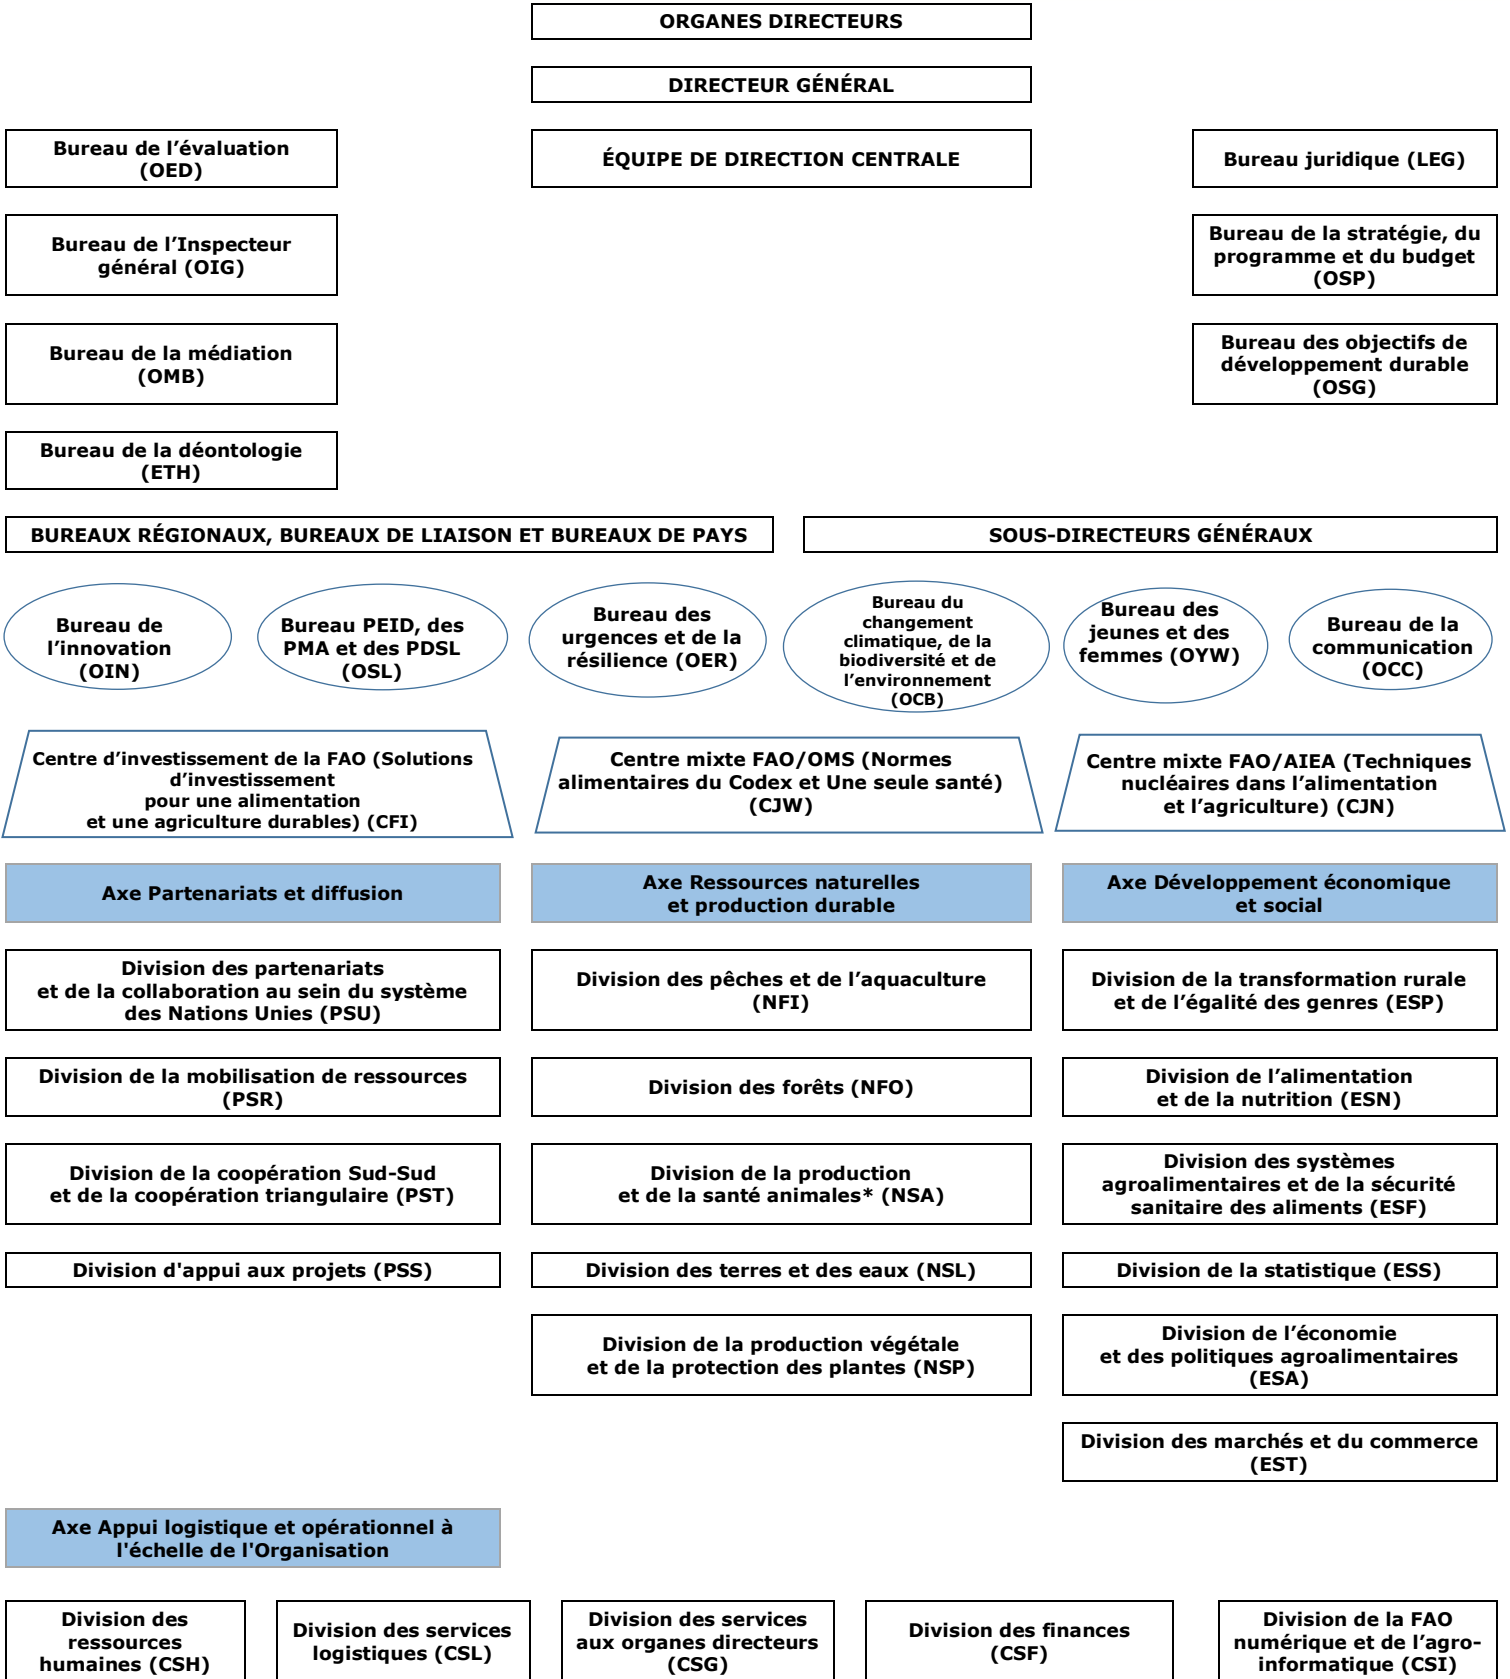 ORGANES DIRECTEURS
DIRECTEUR GÉNÉRAL
Bureau de l’évaluation
(OED)
ÉQUIPE DE DIRECTION CENTRALE
Bureau juridique (LEG)
Bureau de l’Inspecteur
général (OIG)
Bureau de la stratégie, du
programme et du budget
(OSP)
Bureau de la médiation
(OMB)
Bureau des objectifs de
développement durable
(OSG)
Bureau de la déontologie
(ETH)
BUREAUX RÉGIONAUX, BUREAUX DE LIAISON ET BUREAUX DE PAYS
SOUS-DIRECTEURS GÉNÉRAUX
Bureau de
l’innovation
(OIN)
Bureau PEID, des
PMA et des PDSL
(OSL)
Bureau des
urgences et de la
résilience (OER)
Bureau du
changement
climatique, de la
biodiversité et de
l’environnement
(OCB)
Bureau des
jeunes et des
femmes (OYW)
Bureau de la
communication
(OCC)
Centre d’investissement de la FAO (Solutions
d’investissement
pour une alimentation
et une agriculture durables) (CFI)
Centre mixte FAO/OMS (Normes
alimentaires du Codex et Une seule santé)
(CJW)
Centre mixte FAO/AIEA (Techniques
nucléaires dans l’alimentation
et l’agriculture) (CJN)
Axe Partenariats et diffusion
Axe Ressources naturelles
et production durable
Axe Développement économique
et social
Division des partenariats
et de la collaboration au sein du système
des Nations Unies (PSU)
Division des pêches et de l’aquaculture
(NFI)
Division de la transformation rurale
et de l’égalité des genres (ESP)
Division de la mobilisation de ressources
(PSR)
Division des forêts (NFO)
Division de l’alimentation
et de la nutrition (ESN)
Division de la coopération Sud-Sud
et de la coopération triangulaire (PST)
Division de la production
et de la santé animales* (NSA)
Division des systèmes
agroalimentaires et de la sécurité
sanitaire des aliments (ESF)
Division d'appui aux projets (PSS)
Division des terres et des eaux (NSL)
Division de la statistique (ESS)
Division de la production végétale
et de la protection des plantes (NSP)
Division de l’économie
et des politiques agroalimentaires
(ESA)
Division des marchés et du commerce
(EST)
Axe Appui logistique et opérationnel à
l'échelle de l'Organisation
Division des
ressources
humaines (CSH)
Division des services
logistiques (CSL)
Division des services
aux organes directeurs
(CSG)
Division des finances
(CSF)
Division de la FAO
numérique et de l’agro-
informatique (CSI)